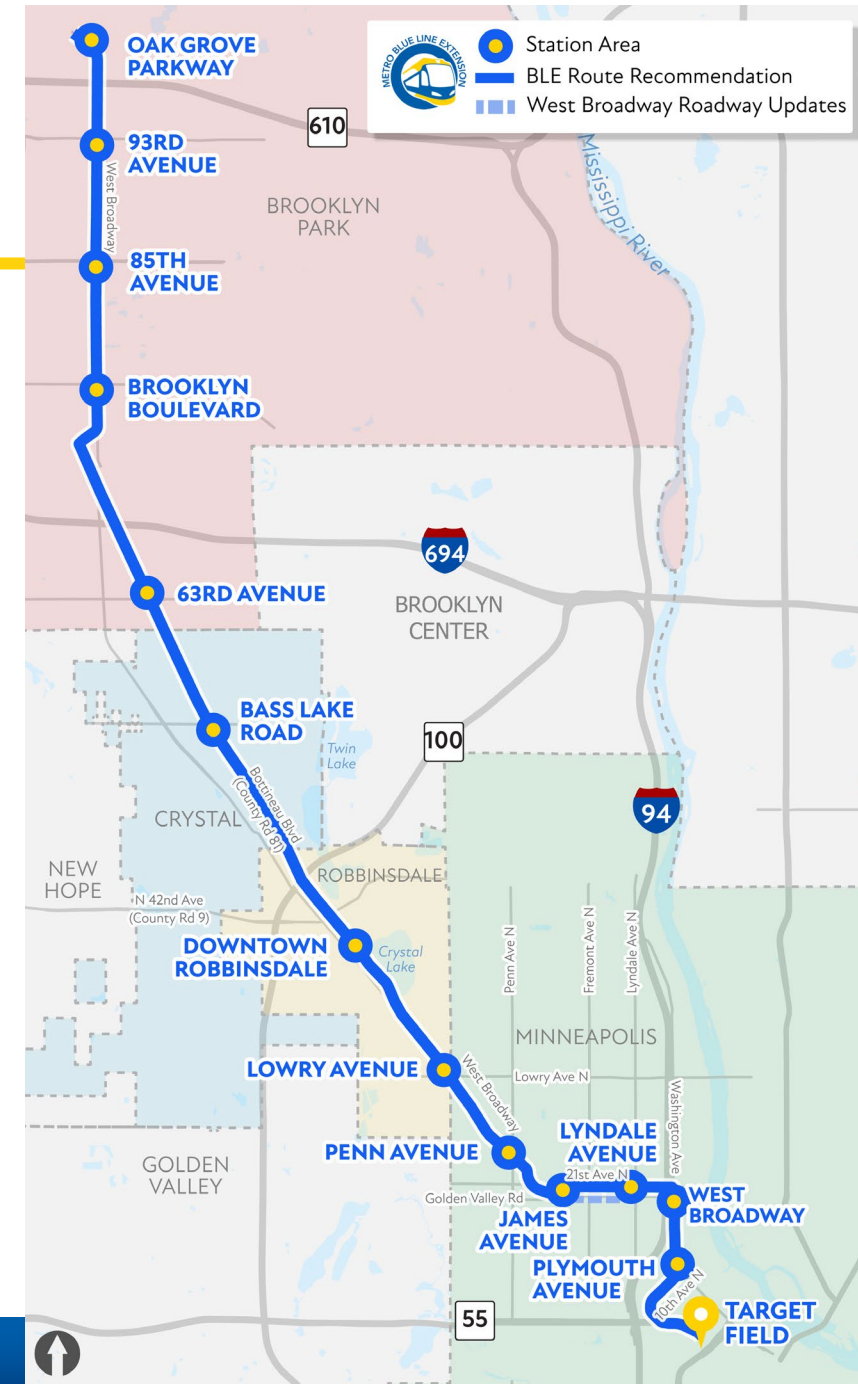 METRO BLUE LINE EXTENSION
Station Area
BLE Route Recommendation
West Broadway Roadway Updates
OAK GROVE
PARKWAY
610
93RD
AVENUE
West Broadway
Mississippi River
BROOKLYN
PARK
85TH
AVENUE
BROOKLYN
BOULEVARD
694
63RD AVENUE
BROOKLYN
CENTER
BASS LAKE
ROAD
100
Twin
Lake
Bottineau Blvd
(County Rd 81)
94
CRYSTAL
NEW
HOPE
ROBBINSDALE
N 42nd Ave
(County Rd 9)
DOWNTOWN
ROBBINSDALE
Crystal
Lake
Penn Ave N
Fremont Ave N
Lyndale Ave N
MINNEAPOLIS
LOWRY AVENUE
West Broadway
Lowry Ave N
Washington Ave
PENN AVENUE
LYNDALE
AVENUE
GOLDEN
VALLEY
21st Ave N
Golden Valley Rd
WEST
BROADWAY
JAMES
AVENUE
PLYMOUTH
AVENUE
10th Ave N
55
TARGET
FIELD